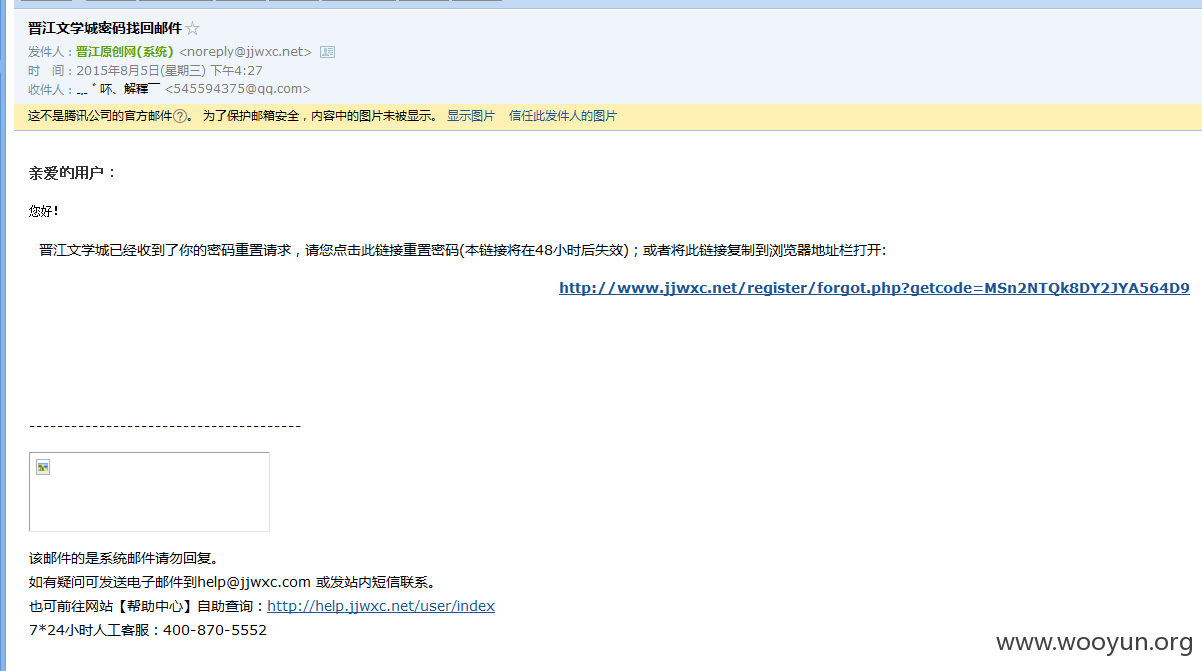 晋江文学城密码找回邮件
发件人：晋江原创网(系统) <noreply@jjwxc.net>
时 间：2015年8月5日(星期三) 下午4:27
收件人： 吥、解釋 <545594375@qq.com>
这不是腾讯公司的官方邮件?。 为了保护邮箱安全，内容中的图片未被显示。 显示图片 信任此发件人的图片
亲爱的用户：
您好!
晋江文学城已经收到了你的密码重置请求，请您点击此链接重置密码(本链接将在48小时后失效)；或者将此链接复制到浏览器地址栏打开:
http://www.jjwxc.net/register/forgot.php?getcode=MSn2NTQk8DY2JYA564D9
---------------------------------------
该邮件的是系统邮件请勿回复。
如有疑问可发送电子邮件到help@jjwxc.com 或发站内短信联系。
也可前往网站【帮助中心】自助查询：http://help.jjwxc.net/user/index
7*24小时人工客服：400-870-5552
www.wooyun.org